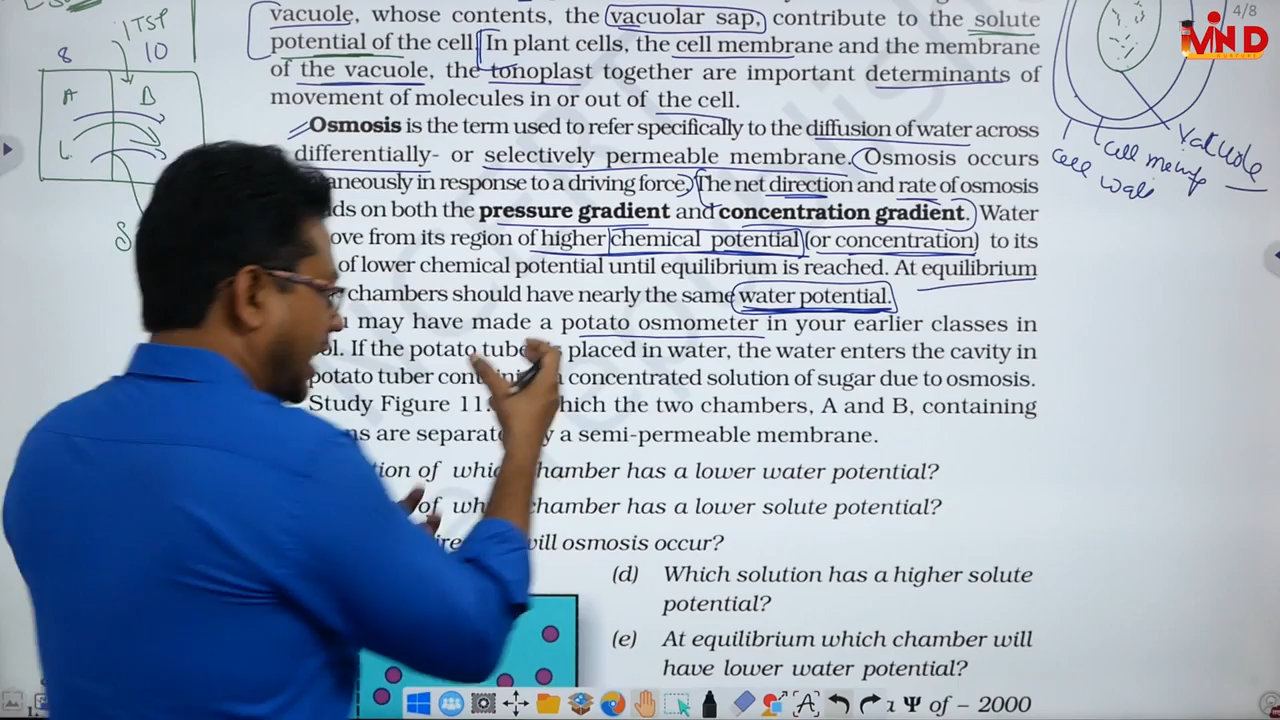 1TSP
8
10
A
B
L
S
vacuole, whose contents, the vacuolar sap, contribute to the solute
potential of the cell. In plant cells, the cell membrane and the membrane
of the vacuole, the tonoplast together are important determinants of
movement of molecules in or out of the cell.
Osmosis is the term used to refer specifically to the diffusion of water across
differentially- or selectively permeable membrane. Osmosis occurs
aneously in response to a driving force. The net direction and rate of osmosis
ds on both the pressure gradient and concentration gradient. Water
ove from its region of higher chemical potential (or concentration) to its
of lower chemical potential until equilibrium is reached. At equilibrium
chambers should have nearly the same water potential.
may have made a potato osmometer in your earlier classes in
ol. If the potato tube placed in water, the water enters the cavity in
potato tuber concentrated solution of sugar due to osmosis.
Study Figure 11. which the two chambers, A and B, containing
ns are separate a semi-permeable membrane.
tion of which chamber has a lower water potential?
of chamber has a lower solute potential?
will osmosis occur?
(d) Which solution has a higher solute
potential?
(e) At equilibrium which chamber will
have lower water potential?
Ψ of – 2000
4/8
MIND
Vacuole
Cell memb
Cell wall